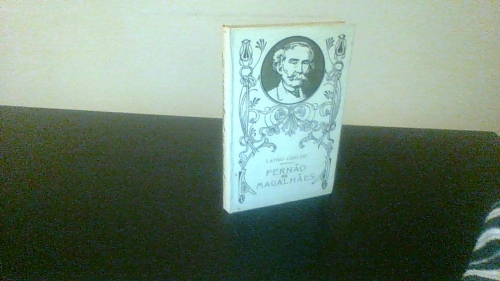 LATINO COELHO
FERNÃO
DE
MAGALHÃES